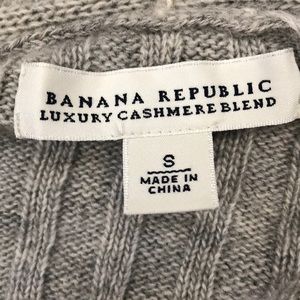 BANANA REPUBLIC
LUXURY CASHMERE BLEND
S
MADE IN
CHINA